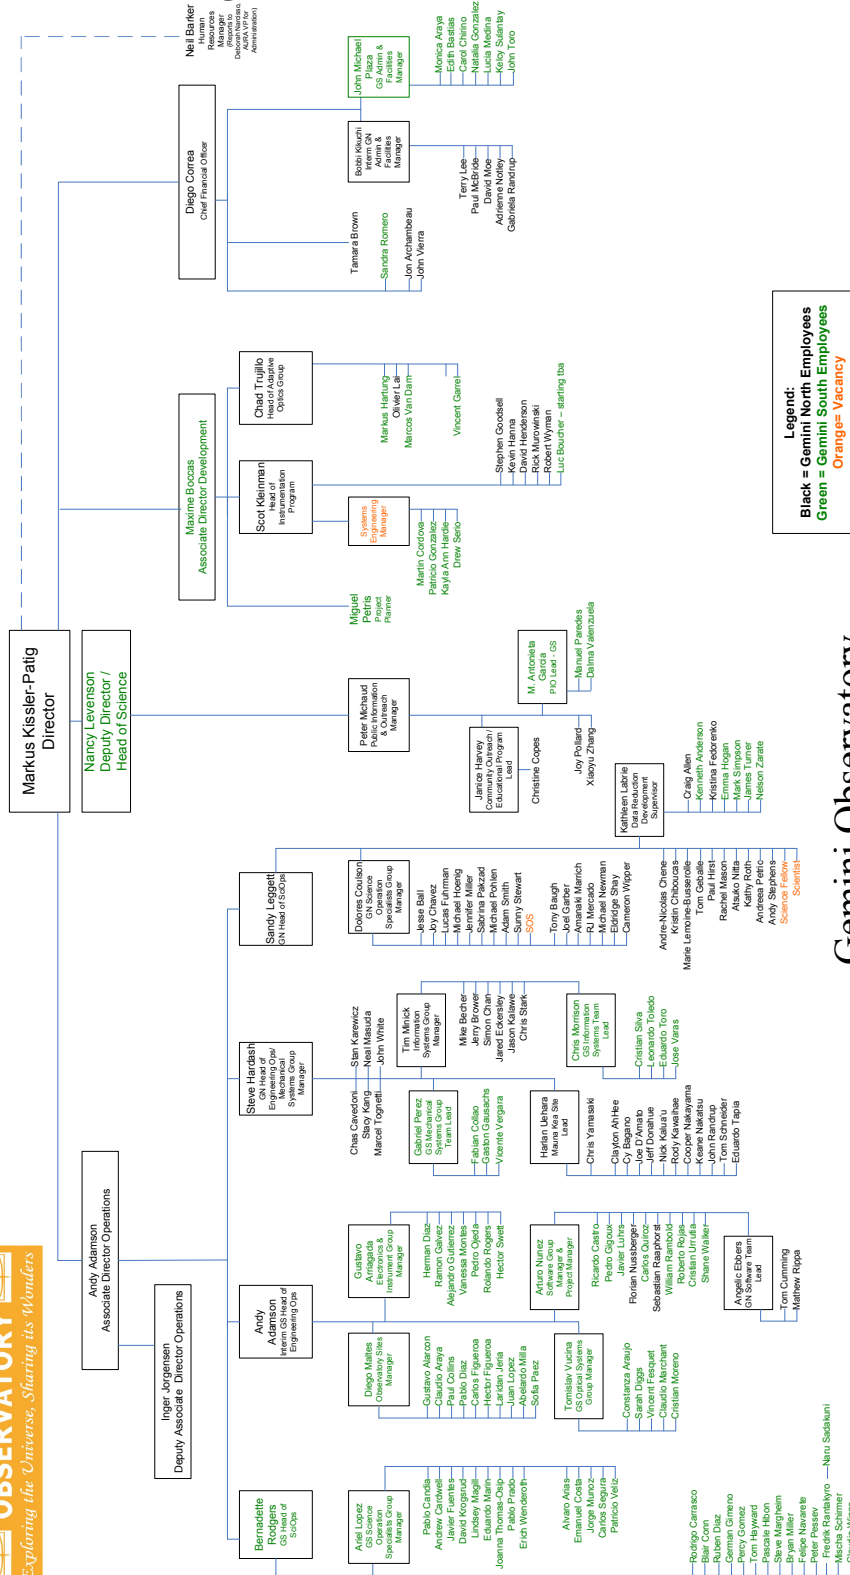 OBSERVATORY
Exploring the Universe, Sharing its Wonders
Markus Kissler-Patig
Director
Nancy Levenson
Deputy Director /
Head of Science
Neil Barker
Human
Resources
Manager
(Reports to
Deborah Narcisso,
AURA VP for
Administration)
Andy Adamson
Associate Director Operations
Inger Jorgensen
Deputy Associate Director Operations
Maxime Boccas
Associate Director Development
Diego Correa
Chief Financial Officer
Bernadette
Rodgers
GS Head of
SciOps
Andy
Adamson
Interim GS Head of
Engineering Ops
Steve Hardash
GN Head of
Engineering Ops/
Mechanical
Systems Group
Manager
Sandy Leggett
GN Head of SciOps
Scot Kleinman
Head of
Instrumentation
Program
Chad Trujillo
Head of Adaptive
Optics Group
Ariel Lopez
GS Science
Operation
Specialists Group
Manager
Pablo Candia
Andrew Cardwell
Javier Fuentes
David Krogsrud
Lindsey Magill
Eduardo Marin
Joanna Thomas-Osip
Pablo Prado
Erich Wenderoth
Alvaro Arias
Emanuel Costa
Jorge Munoz
Carlos Segura
Patricio Veliz
Rodrigo Carrasco
Blair Conn
Ruben Diaz
German Gimeno
Percy Gomez
Tom Hayward
Pascale Hibon
Steve Margheim
Bryan Miller
Felipe Navarete
Peter Pessev
Fredrik Rantakyro
Naru Sadakuni
Mischa Schirmer
Diego Maltes
Observatory Sites
Manager
Gustavo Alarcon
Claudio Araya
Paul Collins
Pablo Diaz
Carlos Figueroa
Hector Figueroa
Laridan Jeria
Juan Lopez
Abelardo Milla
Sofia Paez
Gustavo
Arriagada
Electronics &
Instrument Group
Manager
Herman Diaz
Ramon Galvez
Alejandro Gutierrez
Vanessa Montes
Pedro Ojeda
Rolando Rogers
Hector Swett
Tomislav Vucina
GS Optical Systems
Group Manager
Constanza Araujo
Sarah Diggs
Vincent Fesquet
Claudio Marchant
Cristian Moreno
Arturo Nunez
Software Group
Manager &
Project Manager
Ricardo Castro
Pedro Gigoux
Javier Luhrs
Florian Nussberger
Carlos Quiroz
Sebastian Raaphorst
William Rambold
Roberto Rojas
Cristian Urrutia
Shane Walker
Angelic Ebbers
GN Software Team
Lead
Tom Cumming
Mathew Rippa
Chas Cavedoni
Stacy Kang
Marcel Tognetti
Stan Karewicz
Neal Masuda
John White
Gabriel Perez
GS Mechanical
Systems Group
Team Lead
Fabian Collao
Gaston Gausachs
Vicente Vergara
Tim Minick
Information
Systems Group
Manager
Mike Becher
Jerry Brower
Simon Chan
Jared Eckersley
Jason Kalawe
Chris Stark
Harlan Uehara
Mauna Kea Site
Lead
Chris Yamasaki
Clayton AhHee
Cy Bagano
Joe D'Amato
Jeff Donahue
Nick Kalua'u
Rody Kawaihae
Cooper Nakayama
Keane Nakatsu
John Randrup
Tom Schneider
Eduardo Tapia
Chris Morrison
GS Information
Systems Team
Lead
Cristian Silva
Leonardo Toledo
Eduardo Toro
Jose Varas
Dolores Coulson
GN Science
Operation
Specialists Group
Manager
Jesse Ball
Joy Chavez
Lucas Fuhrman
Michael Hoenig
Jennifer Miller
Sabrina Pakzad
Michael Pohlen
Adam Smith
Sunny Stewart
SOS
Tony Baugh
Joel Garber
Amanaki Marrich
RJ Mercado
Michael Newman
Eldridge Shay
Cameron Wipper
Andre-Nicolas Chene
Kristin Chiboucas
Marie Lemoine-Busserolle
Tom Geballe
Paul Hirst
Rachel Mason
Atsuko Nitta
Kathy Roth
Andreea Petric
Andy Stephens
Science Fellow
Scientist
Kathleen Labrie
Data Reduction
Development
Supervisor
Craig Allen
Kenneth Anderson
Kristina Fedorenko
Emma Hogan
Mark Simpson
James Turner
Nelson Zarate
Peter Michaud
Public Information
& Outreach
Manager
Janice Harvey
Community Outreach /
Educational Program
Lead
Christine Copes
Joy Pollard
Xiaoyu Zhang
M. Antonieta
Garcia
PIO Lead - GS
Manuel Paredes
Dalma Valenzuela
Miguel
Petris
Project
Planner
Systems
Engineering
Manager
Martin Cordova
Patricio Gonzalez
Kayla Ann Hardie
Drew Serio
Stephen Goodsell
Kevin Hanna
David Henderson
Rick Murowinski
Robert Wyman
Luc Boucher – starting tba
Markus Hartung
Olivier Lai
Marcos Van Dam
Vincent Garrel
Tamara Brown
Sandra Romero
Jon Archambeau
John Vierra
Bobbi Kikuchi
Interm GN
Admin &
Facilities
Manager
Terry Lee
Paul McBride
David Moe
Adrienne Notley
Gabriela Randrup
John Michael
Plaza
GS Admin &
Facilities
Manager
Monica Araya
Edith Bastias
Carol Chirino
Natalia Gonzalez
Lucia Medina
Kelcy Sulantay
John Toro
Legend:
Black = Gemini North Employees
Green = Gemini South Employees
Orange= Vacancy
Gemini Observatory